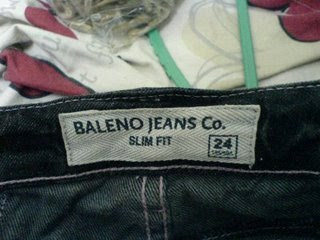 BALENO JEANS Co.
SLIM FIT
24